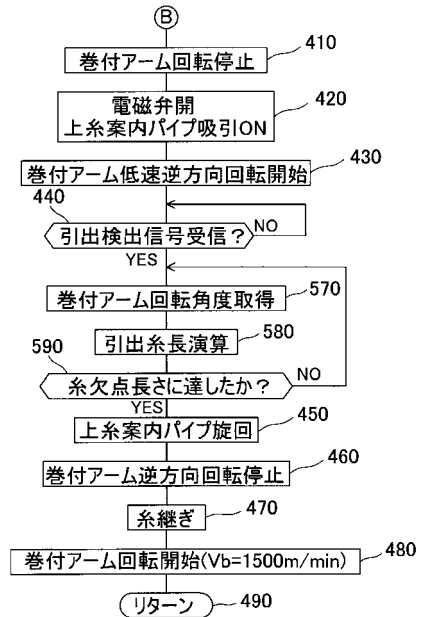 B
巻付アーム回転停止
410
電磁弁開
上糸案内パイプ吸引ON
420
巻付アーム低速逆方向回転開始
430
440
引出検出信号受信？
NO
YES
巻付アーム回転角度取得
570
引出糸長演算
580
590
糸欠点長さに達したか？
NO
YES
上糸案内パイプ旋回
450
巻付アーム逆方向回転停止
460
糸継ぎ
470
巻付アーム回転開始(Vb=1500m/min)
480
リターン
490